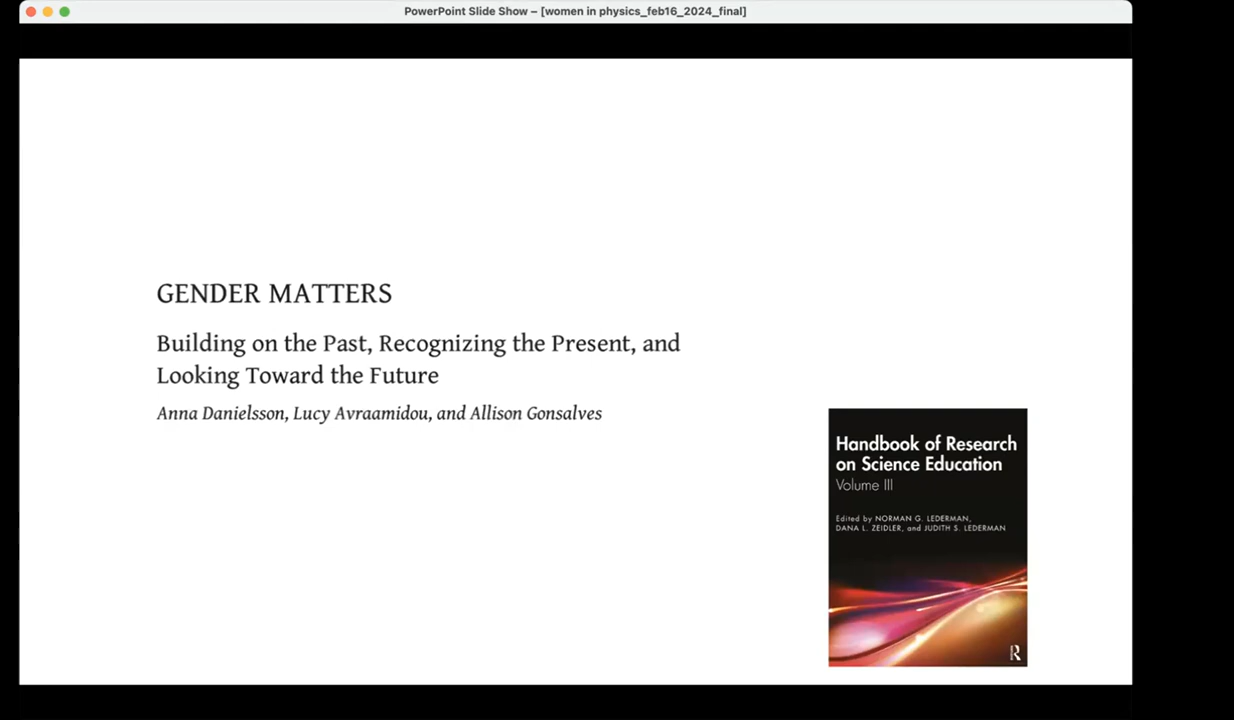 PowerPoint Slide Show – [women in physics_feb16_2024_final]
GENDER MATTERS
Building on the Past, Recognizing the Present, and
Looking Toward the Future
Anna Danielsson, Lucy Avraamidou, and Allison Gonsalves
Handbook of Research
on Science Education
Volume III
Edited by NORMAN G. LEDERMAN,
DANA L. ZEIDLER, and JUDITH S. LEDERMAN